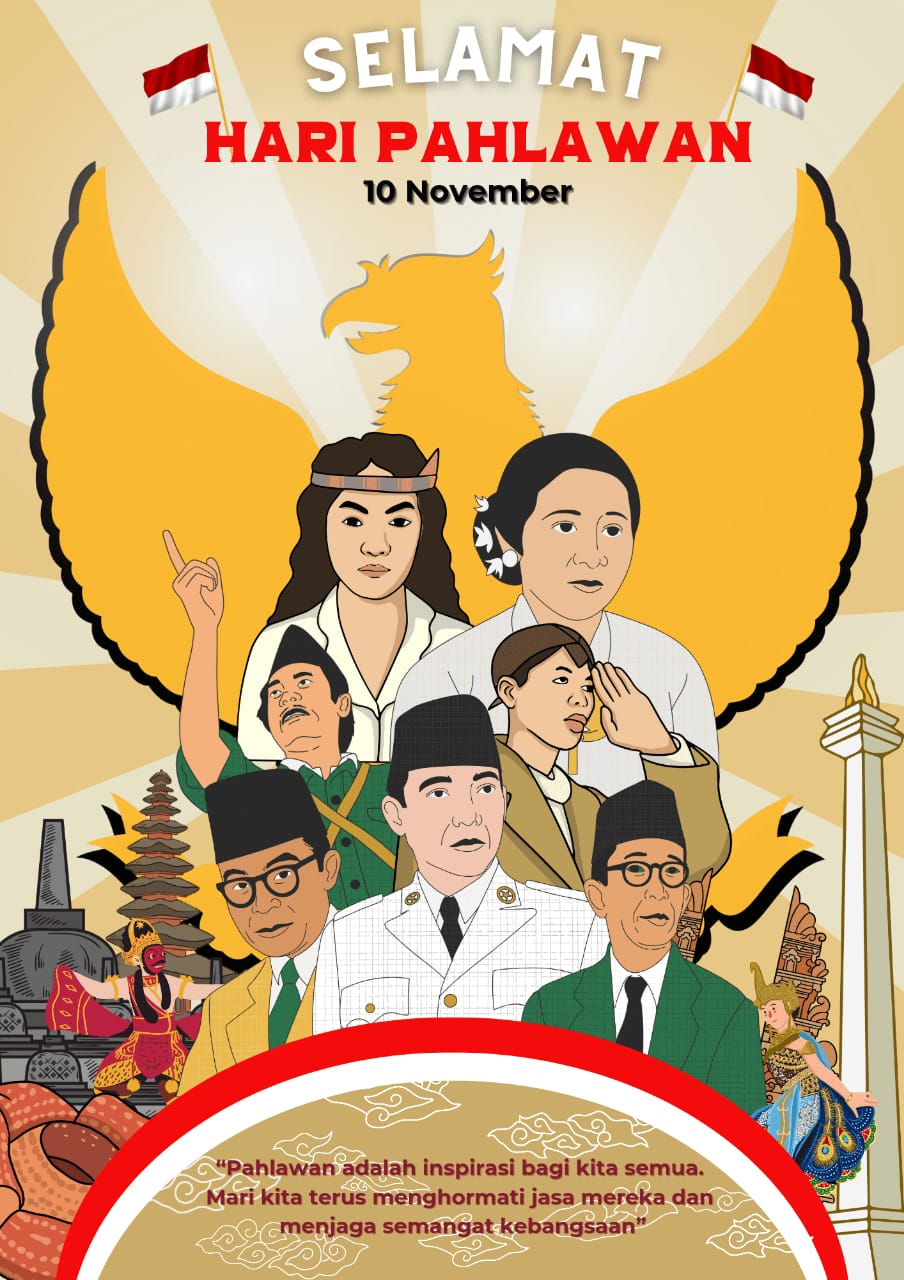 SELAMAT
HARI PAHLAWAN
10 November
“Pahlawan adalah inspirasi bagi kita semua.
Mari kita terus menghormati jasa mereka dan
menjaga semangat kebangsaan”